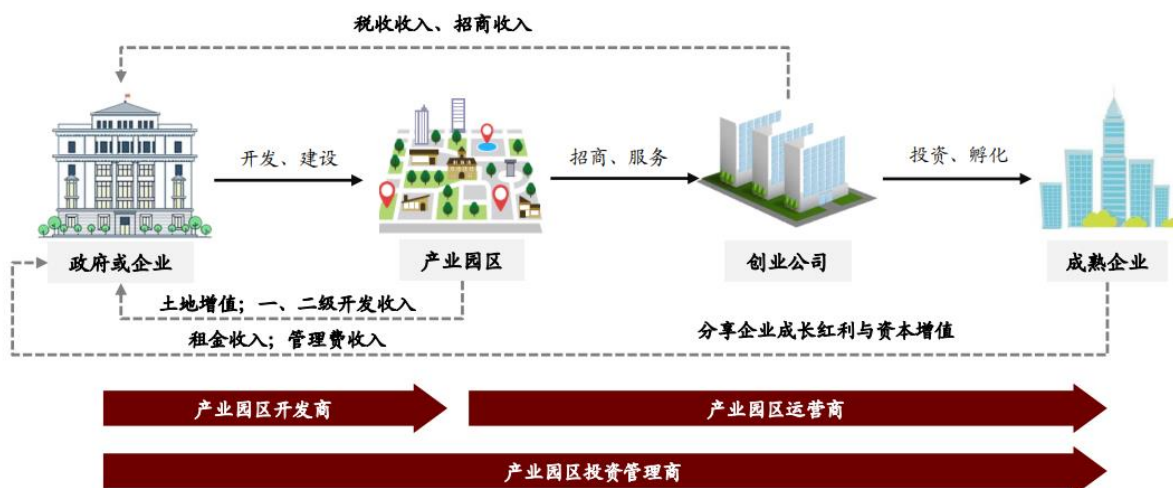 税收收入、招商收入
开发、建设
招商、服务
投资、孵化
政府或企业
产业园区
创业公司
成熟企业
土地增值；一、二级开发收入
租金收入；管理费收入
分享企业成长红利与资本增值
产业园区开发商
产业园区运营商
产业园区投资管理商